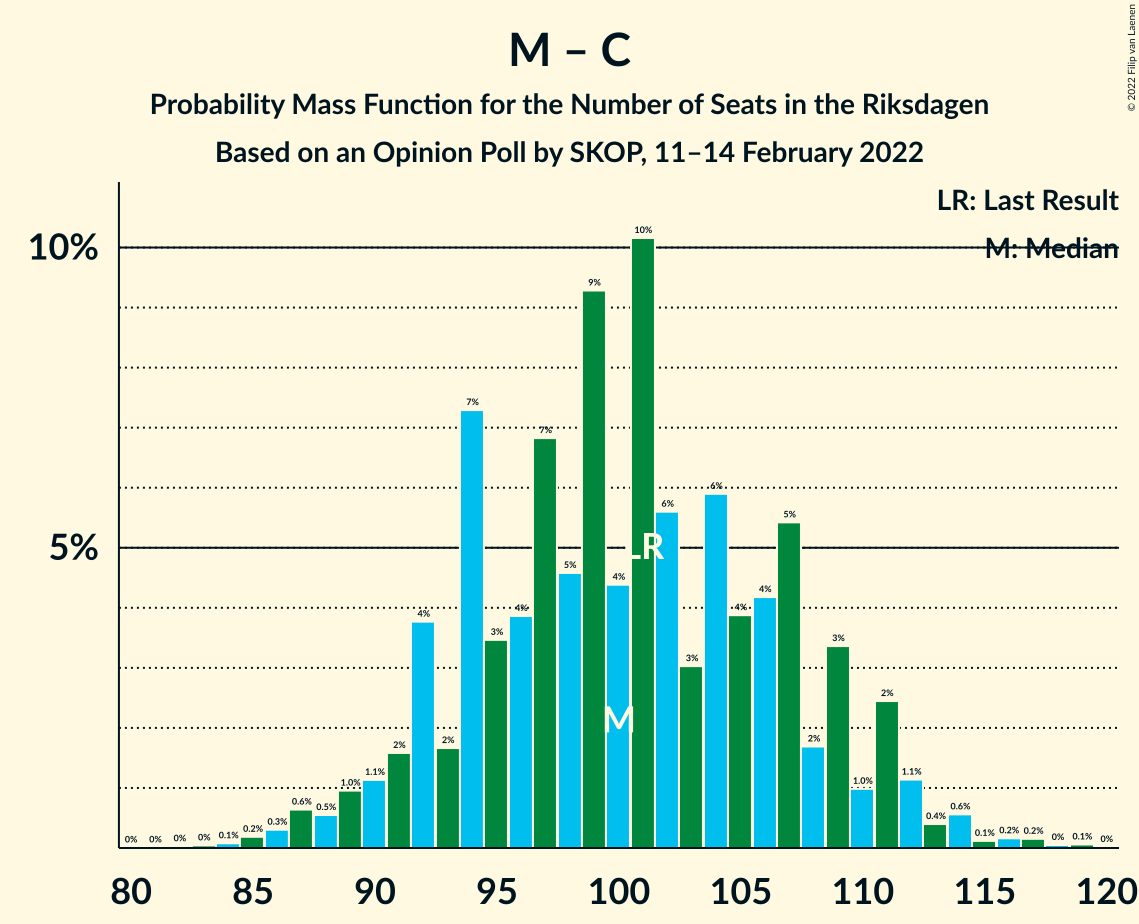 M – C
Probability Mass Function for the Number of Seats in the Riksdagen
Based on an Opinion Poll by SKOP, 11–14 February 2022
© 2022 Filip van Laenen
LR: Last Result
M: Median
10%
5%
0% 0% 0% 0% 0.1% 0.2% 0.3% 0.6% 0.5% 1.0% 1.1% 2% 4% 2% 7% 3% 4% 7% 5% 9% 4% 10% 6% 3% 6% 4% 4% 5% 2% 3% 1.0% 2% 1.1% 0.4% 0.6% 0.1% 0.2% 0.2% 0% 0.1% 0%
LR
M
80 85 90 95 100 105 110 115 120